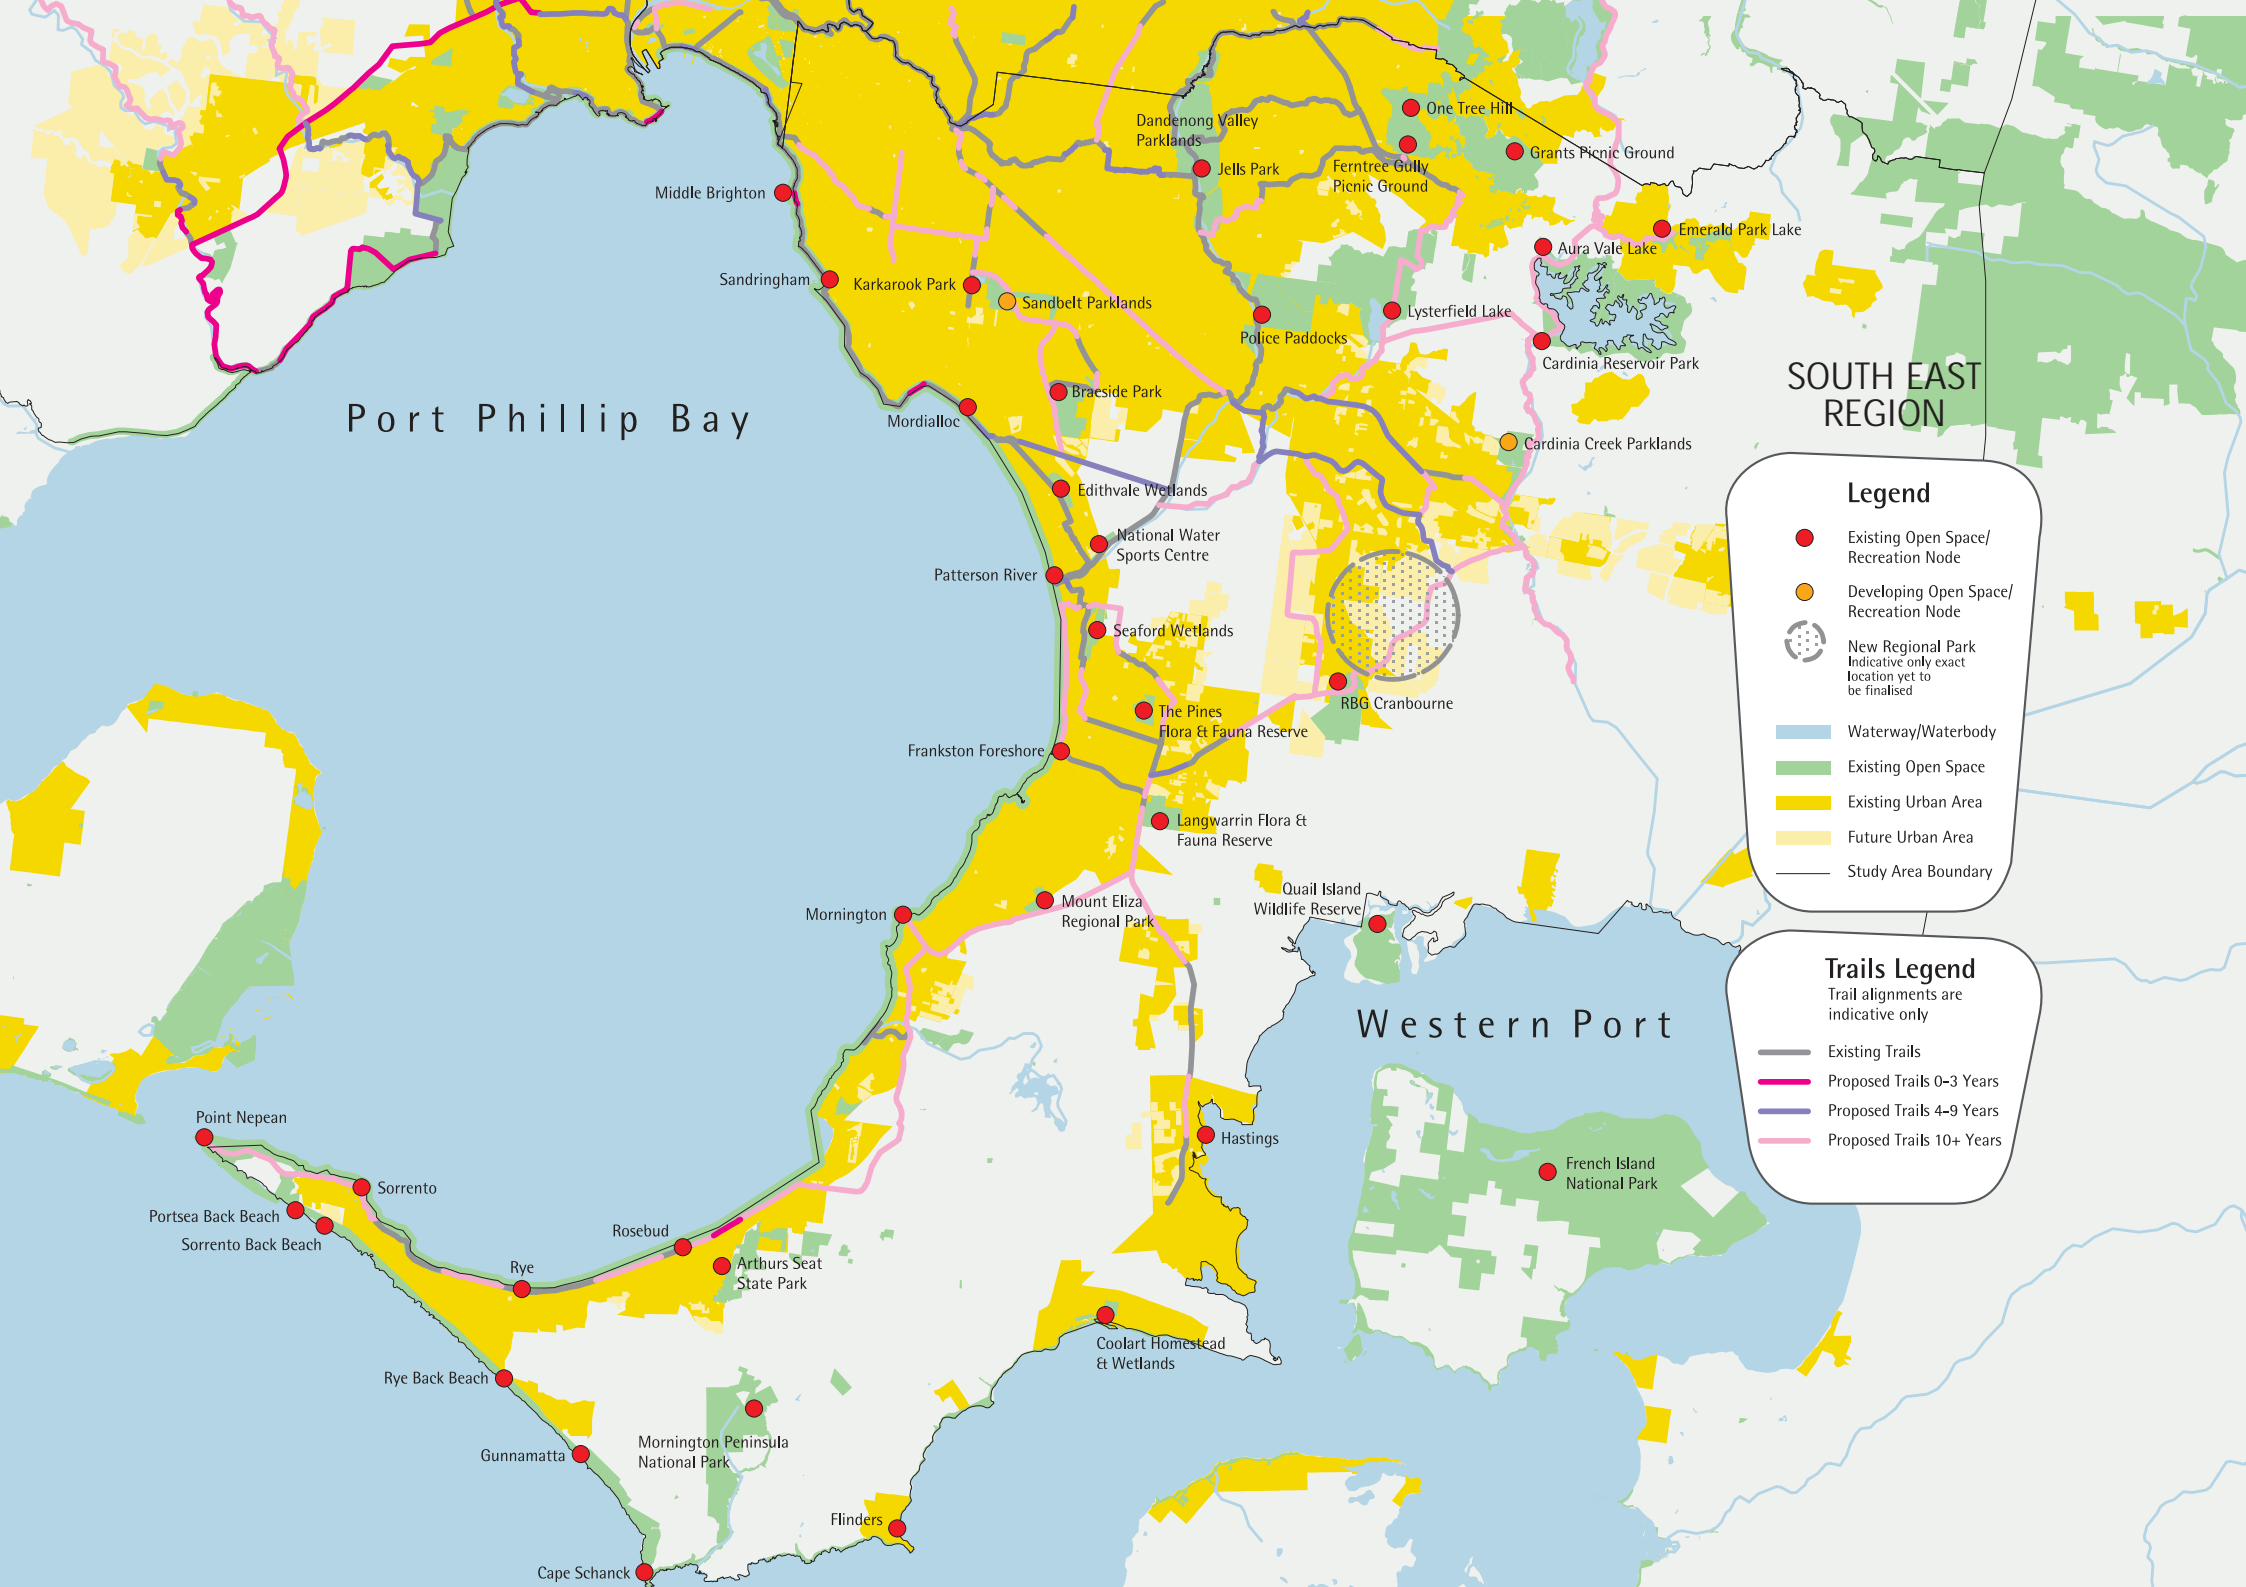 One Tree Hill
Dandenong Valley
Parklands
Grants Picnic Ground
Ferntree Gully
Picnic Ground
Jells Park
Middle Brighton
Emerald Park Lake
Aura Vale Lake
Sandringham
Karkarook Park
Sandbelt Parklands
Lysterfield Lake
Police Paddocks
Cardinia Reservoir Park
SOUTH EAST
REGION
Braeside Park
Port Phillip Bay
Mordialloc
Cardinia Creek Parklands
Edithvale Wetlands
National Water
Sports Centre
Patterson River
Seaford Wetlands
RBG Cranbourne
The Pines
Flora & Fauna Reserve
Frankston Foreshore
Langwarrin Flora &
Fauna Reserve
Quail Island
Wildlife Reserve
Mount Eliza
Regional Park
Mornington
Western Port
Point Nepean
Hastings
French Island
National Park
Sorrento
Portsea Back Beach
Sorrento Back Beach
Rosebud
Arthurs Seat
State Park
Rye
Coolart Homestead
& Wetlands
Rye Back Beach
Mornington Peninsula
National Park
Gunnamatta
Flinders
Cape Schanck
Legend
Existing Open Space/
Recreation Node
Developing Open Space/
Recreation Node
New Regional Park
Indicative only exact
location yet to
be finalised
Waterway/Waterbody
Existing Open Space
Existing Urban Area
Future Urban Area
Study Area Boundary
Trails Legend
Trail alignments are
indicative only
Existing Trails
Proposed Trails 0-3 Years
Proposed Trails 4-9 Years
Proposed Trails 10+ Years